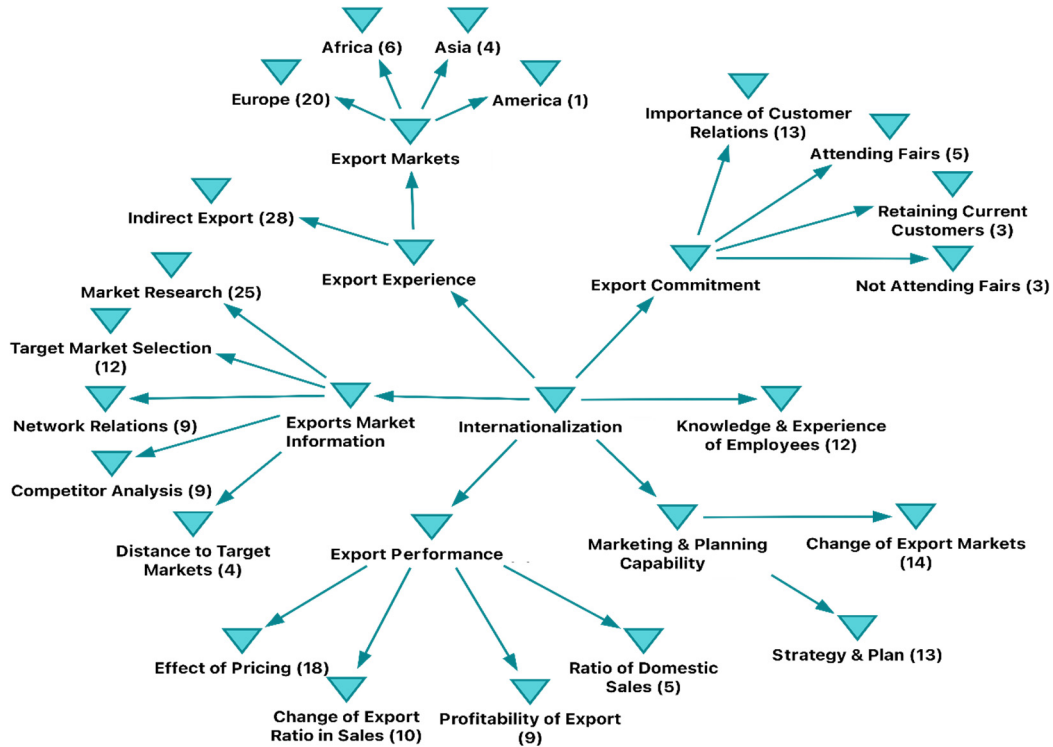 Africa (6)
Asia (4)
Europe (20)
America (1)
Export Markets
Importance of Customer
Relations (13)
Attending Fairs (5)
Indirect Export (28)
Retaining Current
Customers (3)
Export Experience
Export Commitment
Not Attending Fairs (3)
Market Research (25)
Target Market Selection
(12)
Network Relations (9)
Exports Market
Information
Internationalization
Knowledge & Experience
of Employees (12)
Competitor Analysis (9)
Distance to Target
Markets (4)
Export Performance
Marketing & Planning
Capability
Change of Export Markets
(14)
Effect of Pricing (18)
Ratio of Domestic
Sales (5)
Strategy & Plan (13)
Change of Export
Ratio in Sales (10)
Profitability of Export
(9)